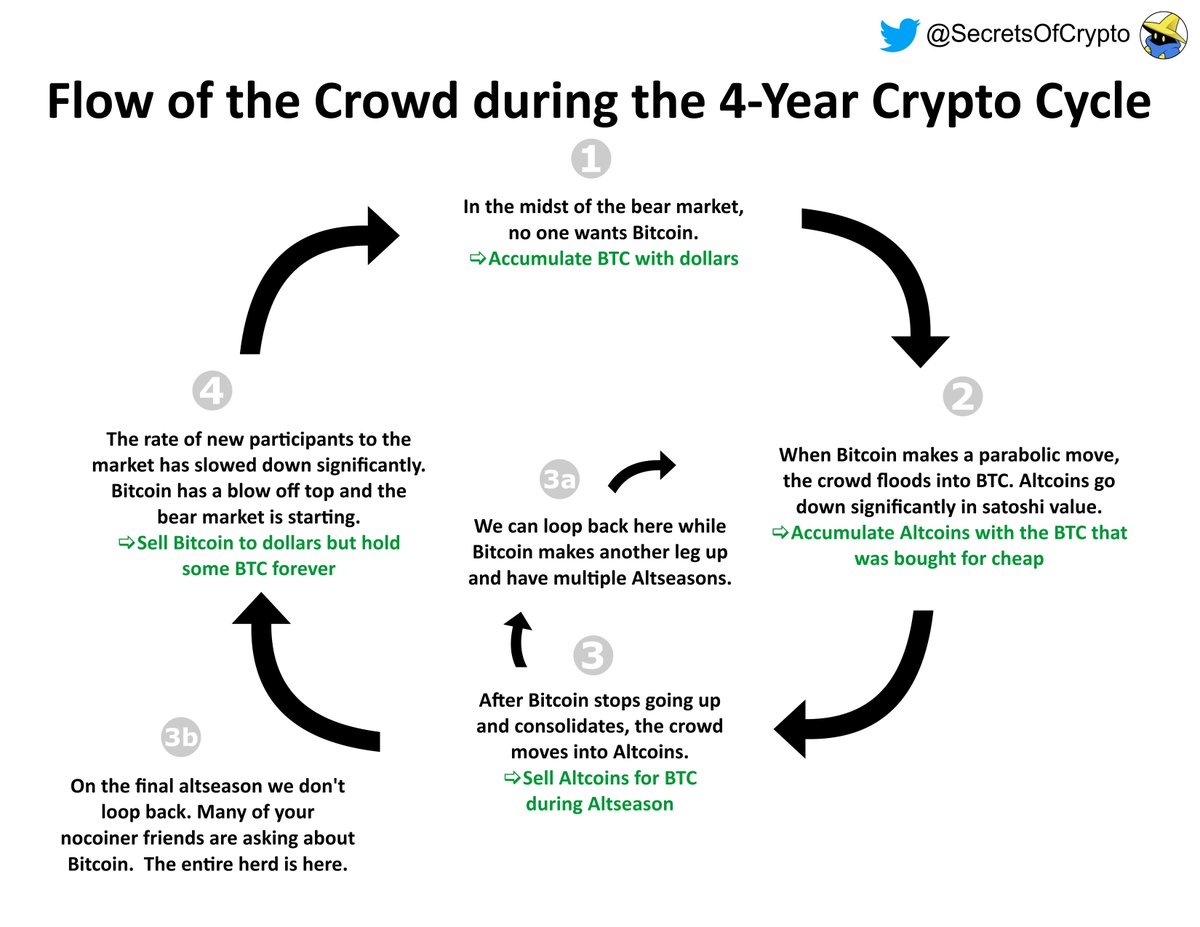 @SecretsOfCrypto
Flow of the Crowd during the 4-Year Crypto Cycle
1
In the midst of the bear market,
no one wants Bitcoin.
⇨Accumulate BTC with dollars
2
When Bitcoin makes a parabolic move,
the crowd floods into BTC. Altcoins go
down significantly in satoshi value.
⇨Accumulate Altcoins with the BTC that
was bought for cheap
3
After Bitcoin stops going up
and consolidates, the crowd
moves into Altcoins.
⇨Sell Altcoins for BTC
during Altseason
3a
We can loop back here while
Bitcoin makes another leg up
and have multiple Altseasons.
3b
On the final altseason we don't
loop back. Many of your
nocoiner friends are asking about
Bitcoin.  The entire herd is here.
4
The rate of new participants to the
market has slowed down significantly.
Bitcoin has a blow off top and the
bear market is starting.
⇨Sell Bitcoin to dollars but hold
some BTC forever